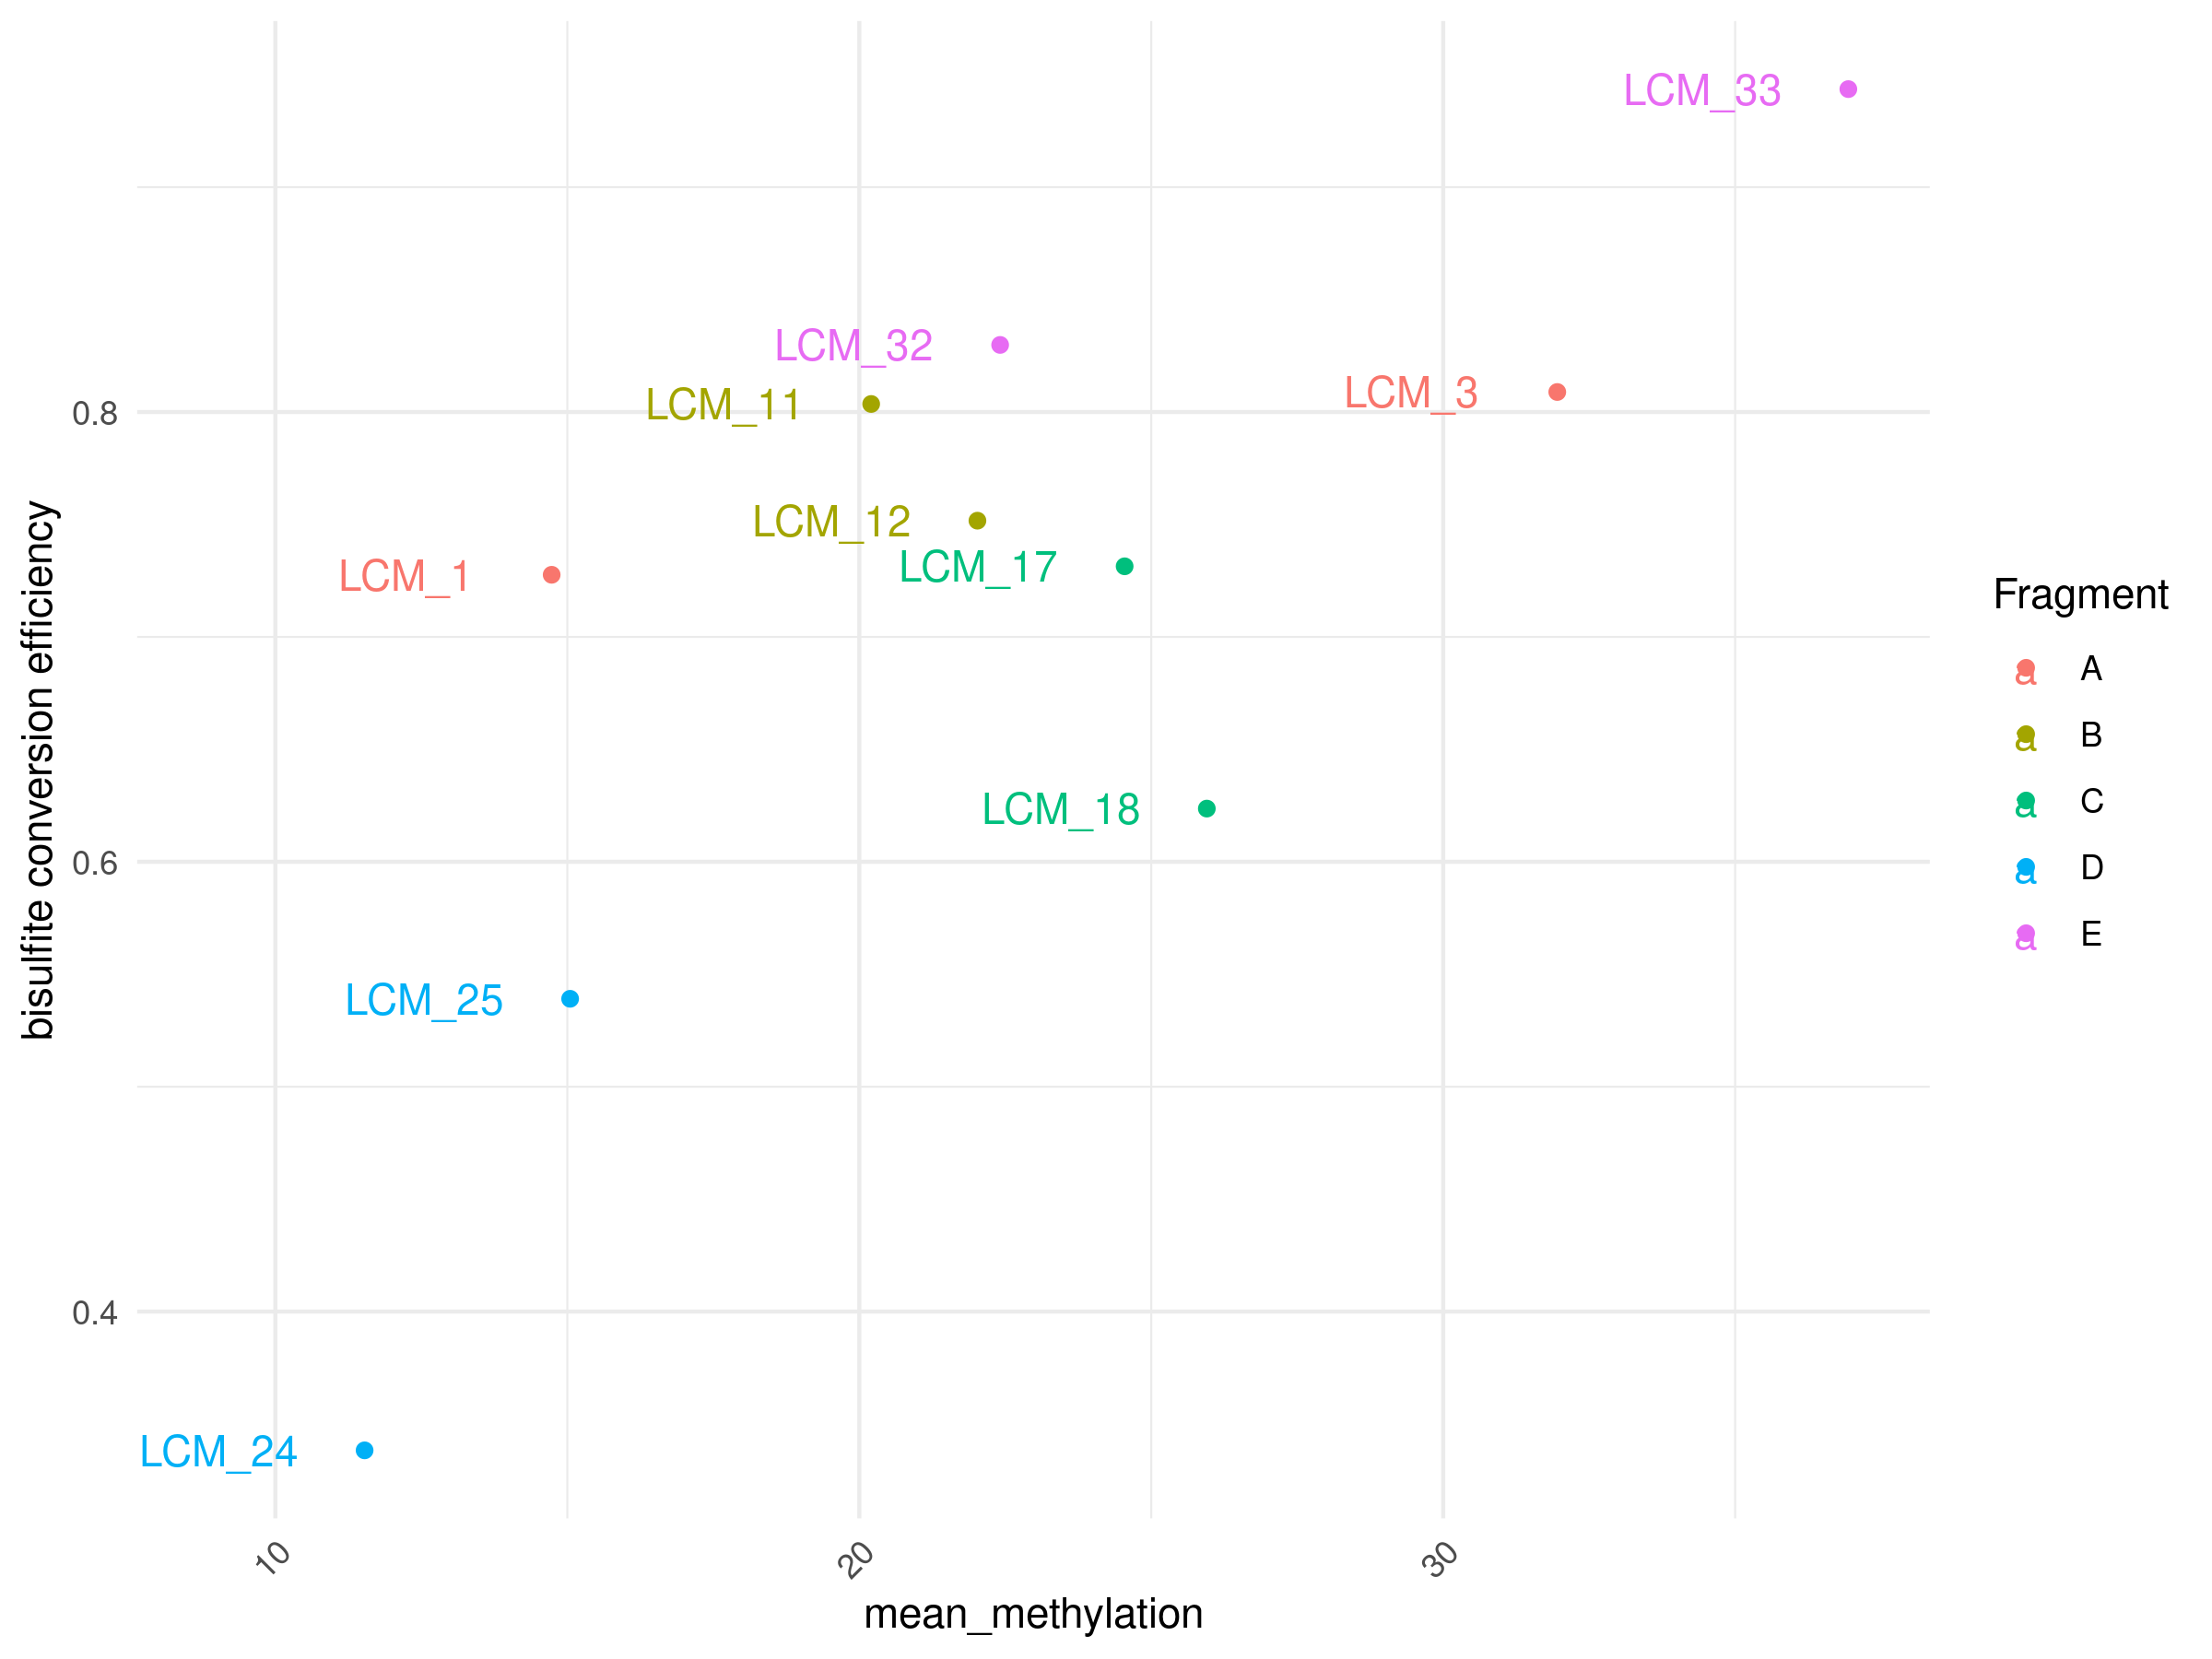 LCM_33
LCM_32
LCM_3
LCM_11
LCM_12
LCM_17
LCM_1
LCM_18
LCM_25
LCM_24
0.8
0.6
0.4
10
20
30
mean_methylation
bisulfite conversion efficiency
Fragment
a A
a B
a C
a D
a E